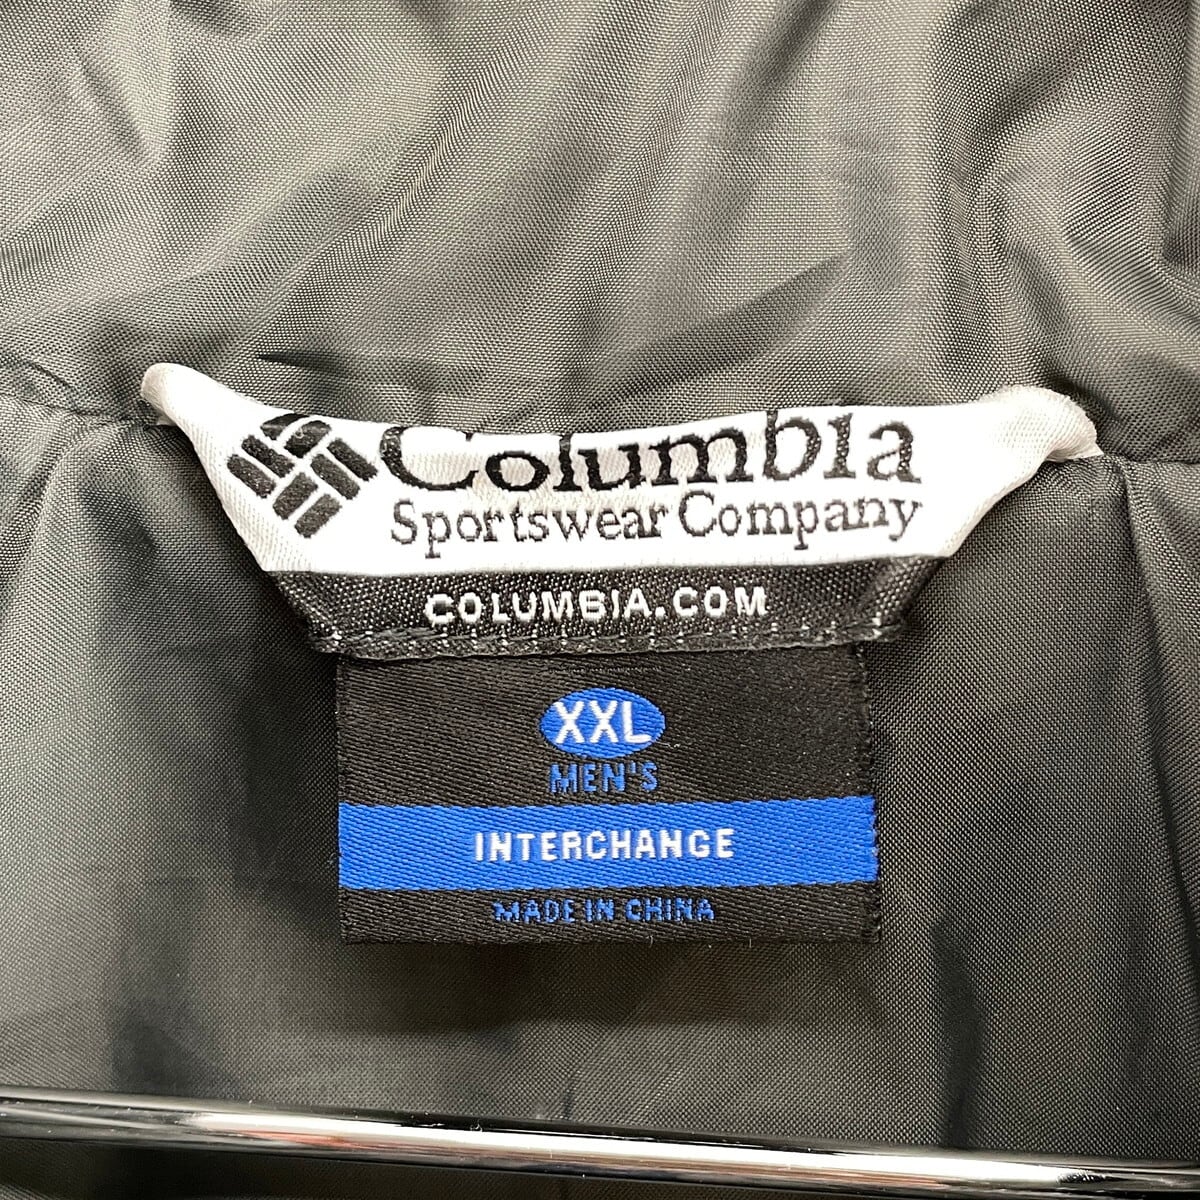 Columbia
Sportswear Company
COLUMBIA.COM
XXL
MEN'S
INTERCHANGE
MADE IN CHINA